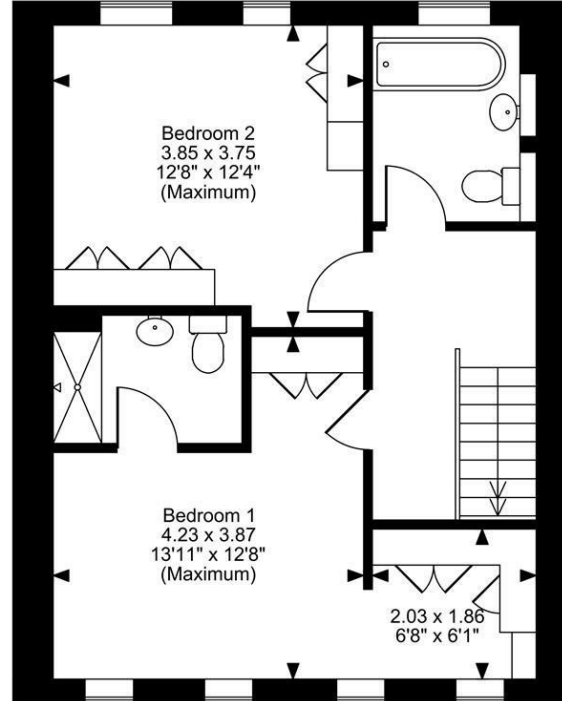 Bedroom 2
3.85 x 3.75
12'8" x 12'4"
(Maximum)
Bedroom 1
4.23 x 3.87
13'11" x 12'8"
(Maximum)
2.03 x 1.86
6'8" x 6'1"